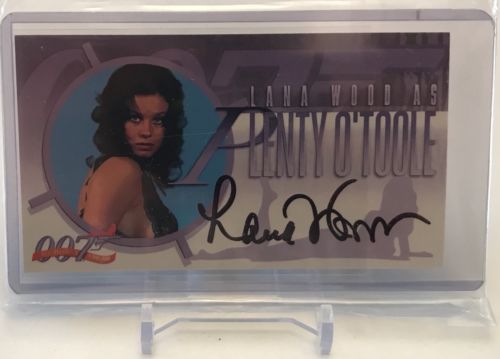 LANA WOOD AS
PLENTY O'TOOLE
Lana Wood
007